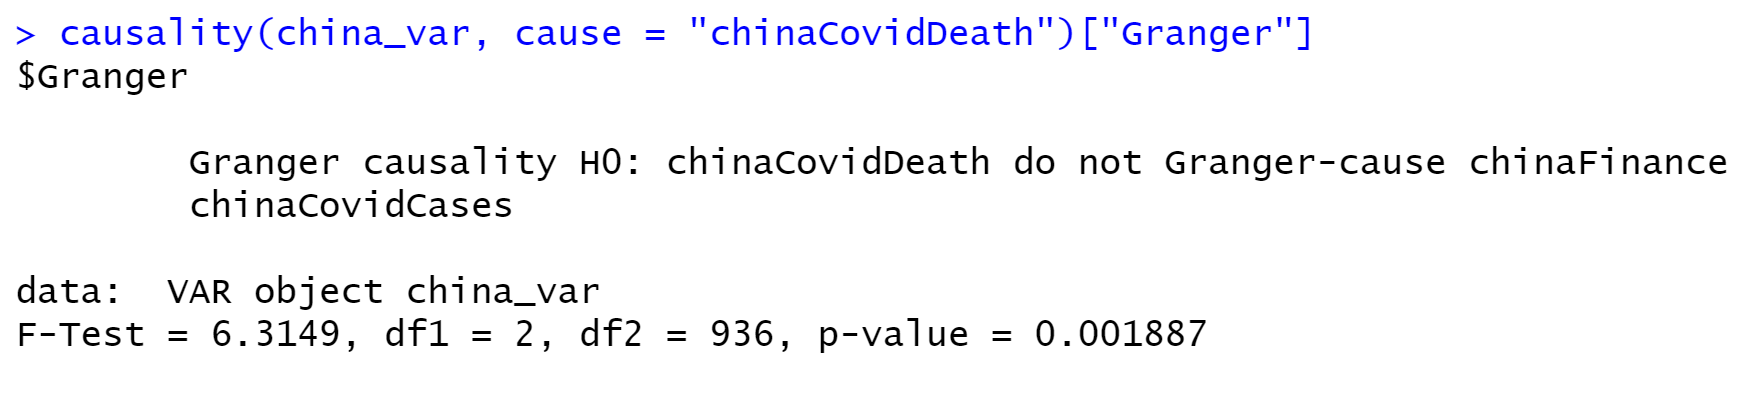 > causality(china_var, cause = "chinaCovidDeath")["Granger"]
$Granger
Granger causality H0: chinaCovidDeath do not Granger-cause chinaFinance
chinaCovidCases
data:  VAR object china_var
F-Test = 6.3149, df1 = 2, df2 = 936, p-value = 0.001887